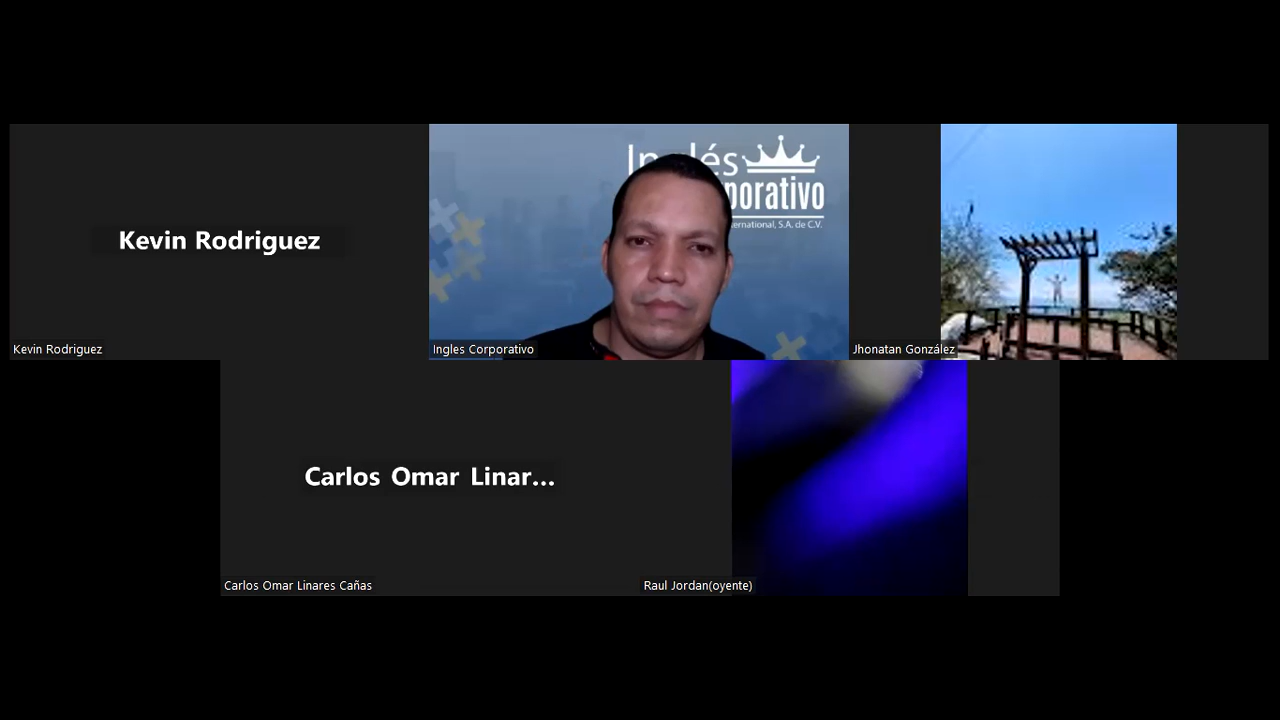 Kevin Rodriguez
Kevin Rodriguez
Inglés
porativo
ernational, S.A. de C.V.
Ingles Corporativo
Jhonatan González
Carlos Omar Linar...
Carlos Omar Linares Cañas
Raul Jordan(oyente)